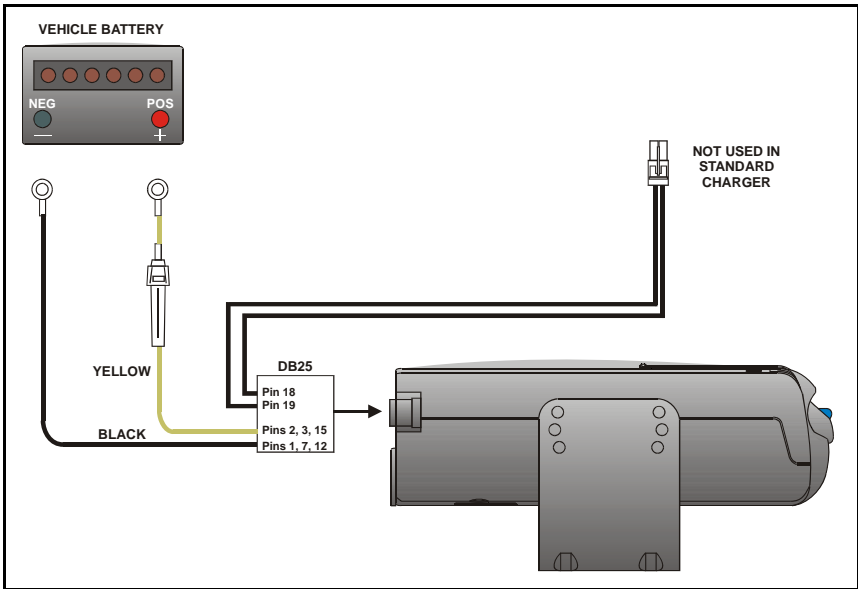 VEHICLE BATTERY
NEG
POS
—
+
NOT USED IN
STANDARD
CHARGER
YELLOW
DB25
Pin 18
Pin 19
Pins 2, 3, 15
BLACK
Pins 1, 7, 12